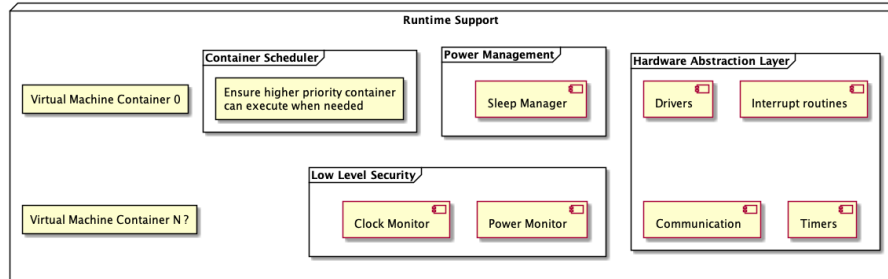 Runtime Support
Container Scheduler
Power Management
Hardware Abstraction Layer
Virtual Machine Container 0
Ensure higher priority container
can execute when needed
Sleep Manager
Drivers
Interrupt routines
Low Level Security
Virtual Machine Container N ?
Clock Monitor
Power Monitor
Communication
Timers